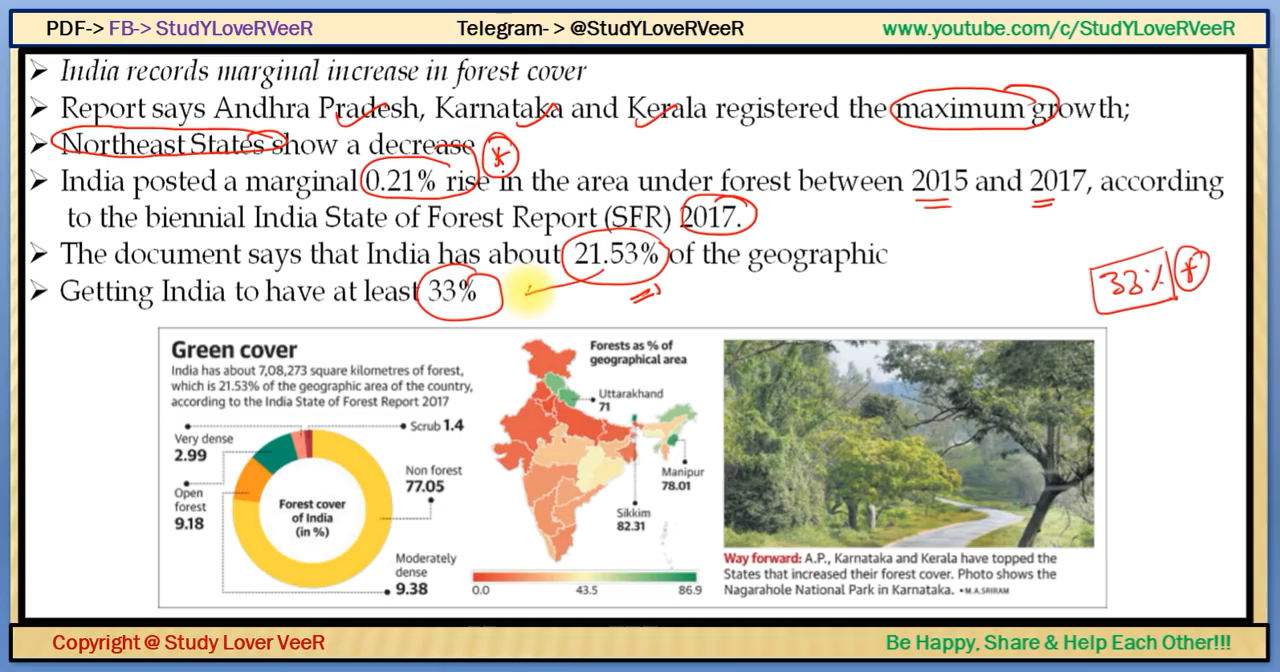 PDF-> FB-> StudYLoveRVeeR Telegram- > @StudYLoveRVeeR www.youtube.com/c/StudYLoveRVeeR
➢ India records marginal increase in forest cover
➢ Report says Andhra Pradesh, Karnataka and Kerala registered the maximum growth;
➢ Northeast States show a decrease
➢ India posted a marginal 0.21% rise in the area under forest between 2015 and 2017, according
to the biennial India State of Forest Report (SFR) 2017.
➢ The document says that India has about 21.53% of the geographic
➢ Getting India to have at least 33%
33%
Green cover
India has about 7,08,273 square kilometres of forest,
which is 21.53% of the geographic area of the country,
according to the India State of Forest Report 2017
Very dense
2.99
Scrub 1.4
Open
forest
9.18
Non forest
77.05
Forest cover
of India
(in %)
Moderately
dense
9.38
Forests as % of
geographical area
Uttarakhand
71
Manipur
78.01
Sikkim
82.31
0.0 43.5 86.9
Way forward: A.P., Karnataka and Kerala have topped the
States that increased their forest cover. Photo shows the
Nagarahole National Park in Karnataka. • M.A.SRIRAM
Copyright @ Study Lover VeeR Be Happy, Share & Help Each Other!!!